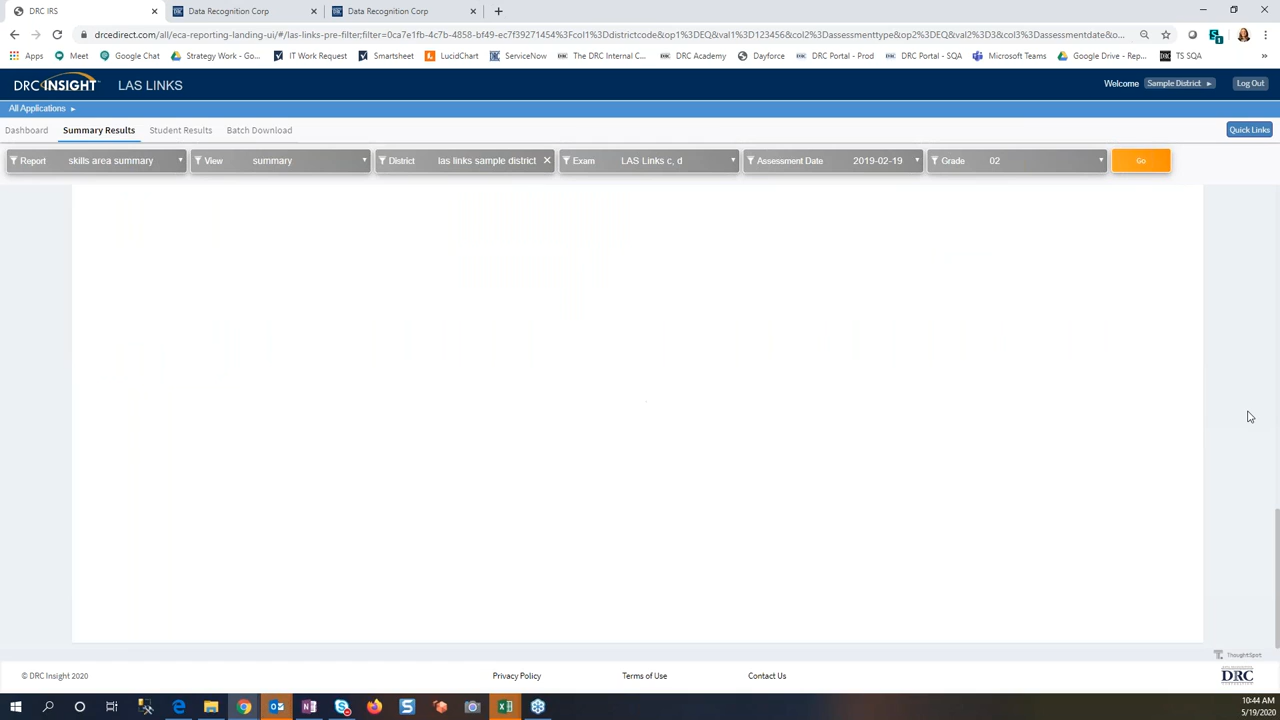 DRC IRS
Data Recognition Corp
Data Recognition Corp
drcedirect.com/all/eca-reporting-landing-ui/#/las-links-pre-filter;filter=0ca7e1fb-4c7b-4838-bf49-ec7f39271454%3Fcol1%3Ddistrictcode&op1%3DEQ&val1%3D123456&col2%3Dassessmenttype&op2%3DEQ&val2%3D3&col3%3Dassessmentdate&o...
Apps Meet Google Chat Strategy Work - Go... IT Work Request Smartsheet LucidChart ServiceNow The DRC Internal C... DRC Academy Dayforce DRC Portal - Prod DRC Portal - SQA Microsoft Teams Google Drive - Rep... TS SQA
DRC INSIGHT LAS LINKS Welcome Sample District Log Out
All Applications
Dashboard Summary Results Student Results Batch Download Quick Links
Report skills area summary View summary District las links sample district Exam LAS Links c, d Assessment Date 2019-02-19 Grade 02 Go
ThoughtSpot
© DRC Insight 2020 Privacy Policy Terms of Use Contact Us DRC
10:44 AM
5/19/2020